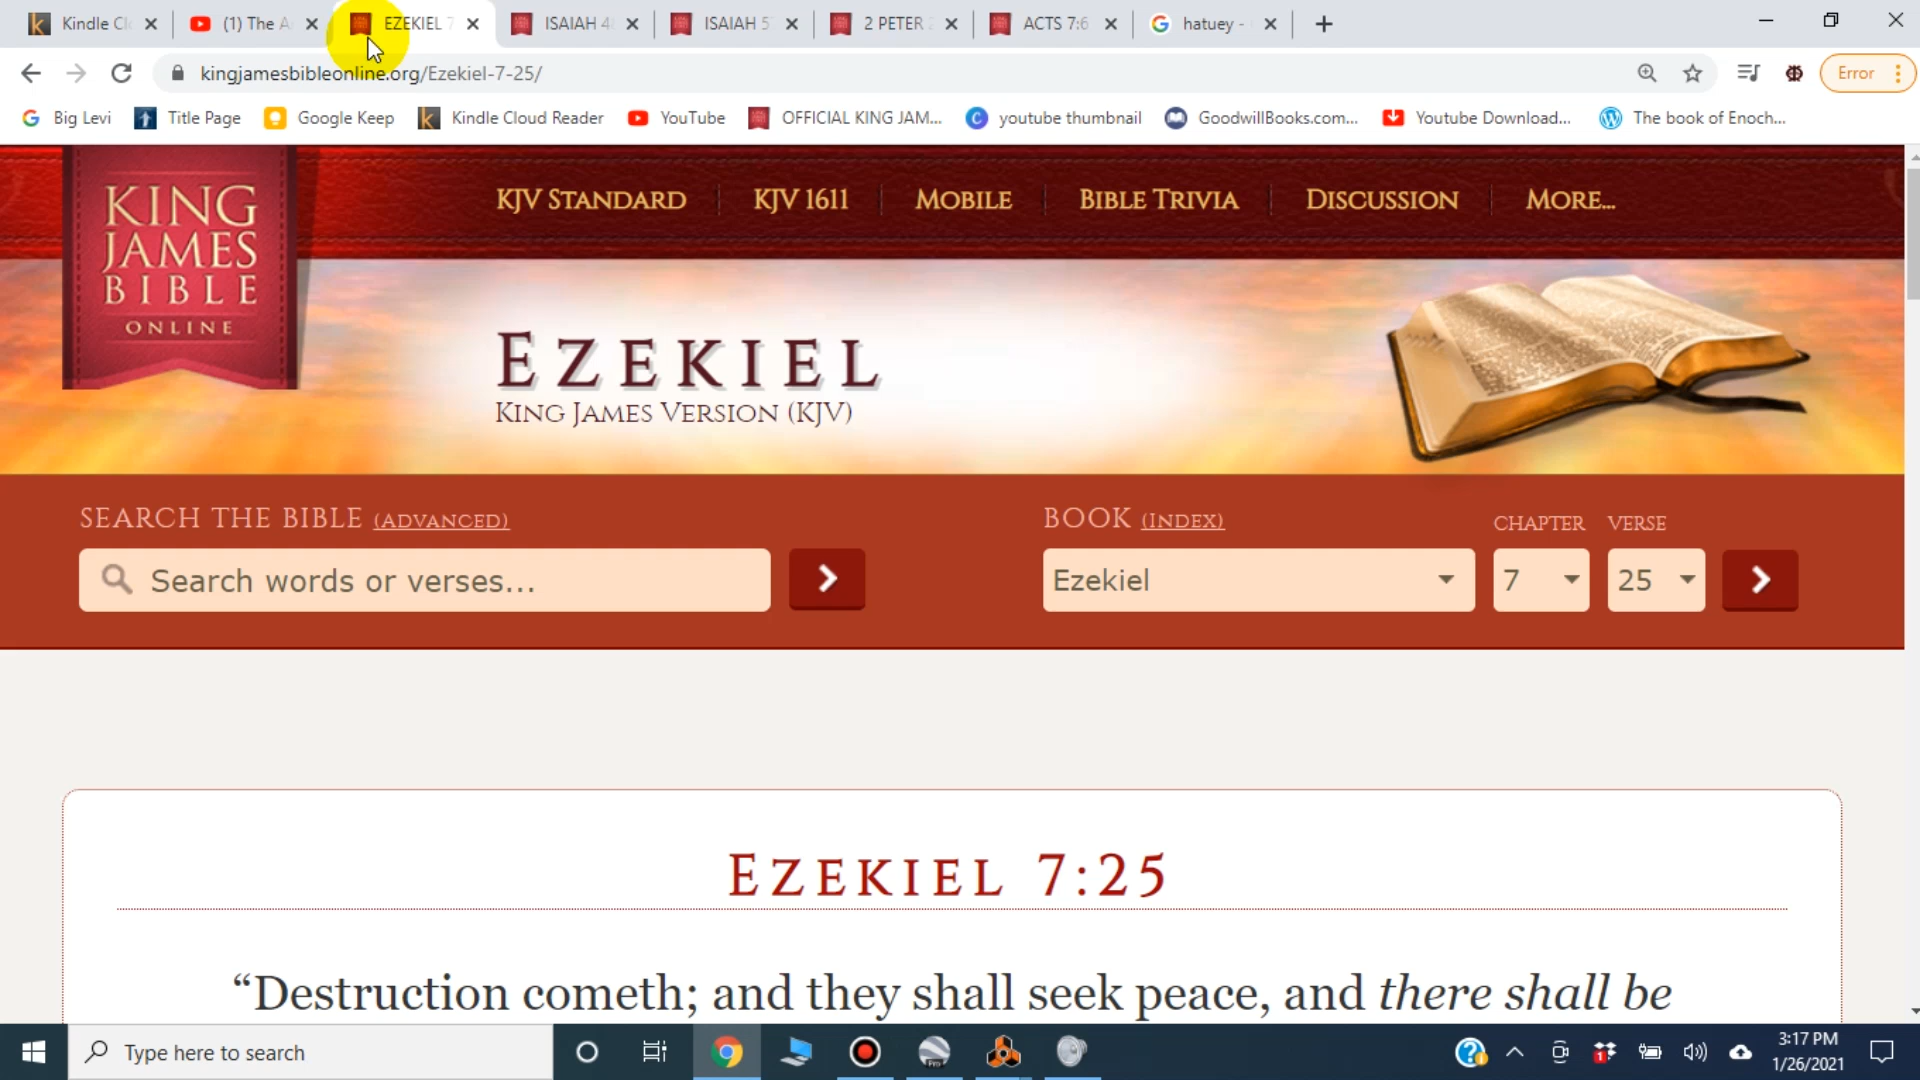 Kindle Cl
(1) The A
EZEKIEL 7
ISAIAH 4
ISAIAH 5
2 PETER 2
ACTS 7:6
hatuey -
kingjamesbibleonline.org/Ezekiel-7-25/
Error
Big Levi
Title Page
Google Keep
Kindle Cloud Reader
YouTube
OFFICIAL KING JAM...
youtube thumbnail
GoodwillBooks.com...
Youtube Download...
The book of Enoch...
KING
JAMES
BIBLE
ONLINE
KJV STANDARD
KJV 1611
MOBILE
BIBLE TRIVIA
DISCUSSION
MORE...
EZEKIEL
KING JAMES VERSION (KJV)
SEARCH THE BIBLE (ADVANCED)
BOOK (INDEX)
CHAPTER
VERSE
Search words or verses...
Ezekiel
7
25
EZEKIEL 7:25
“Destruction cometh; and they shall seek peace, and there shall be
Type here to search
3:17 PM
1/26/2021